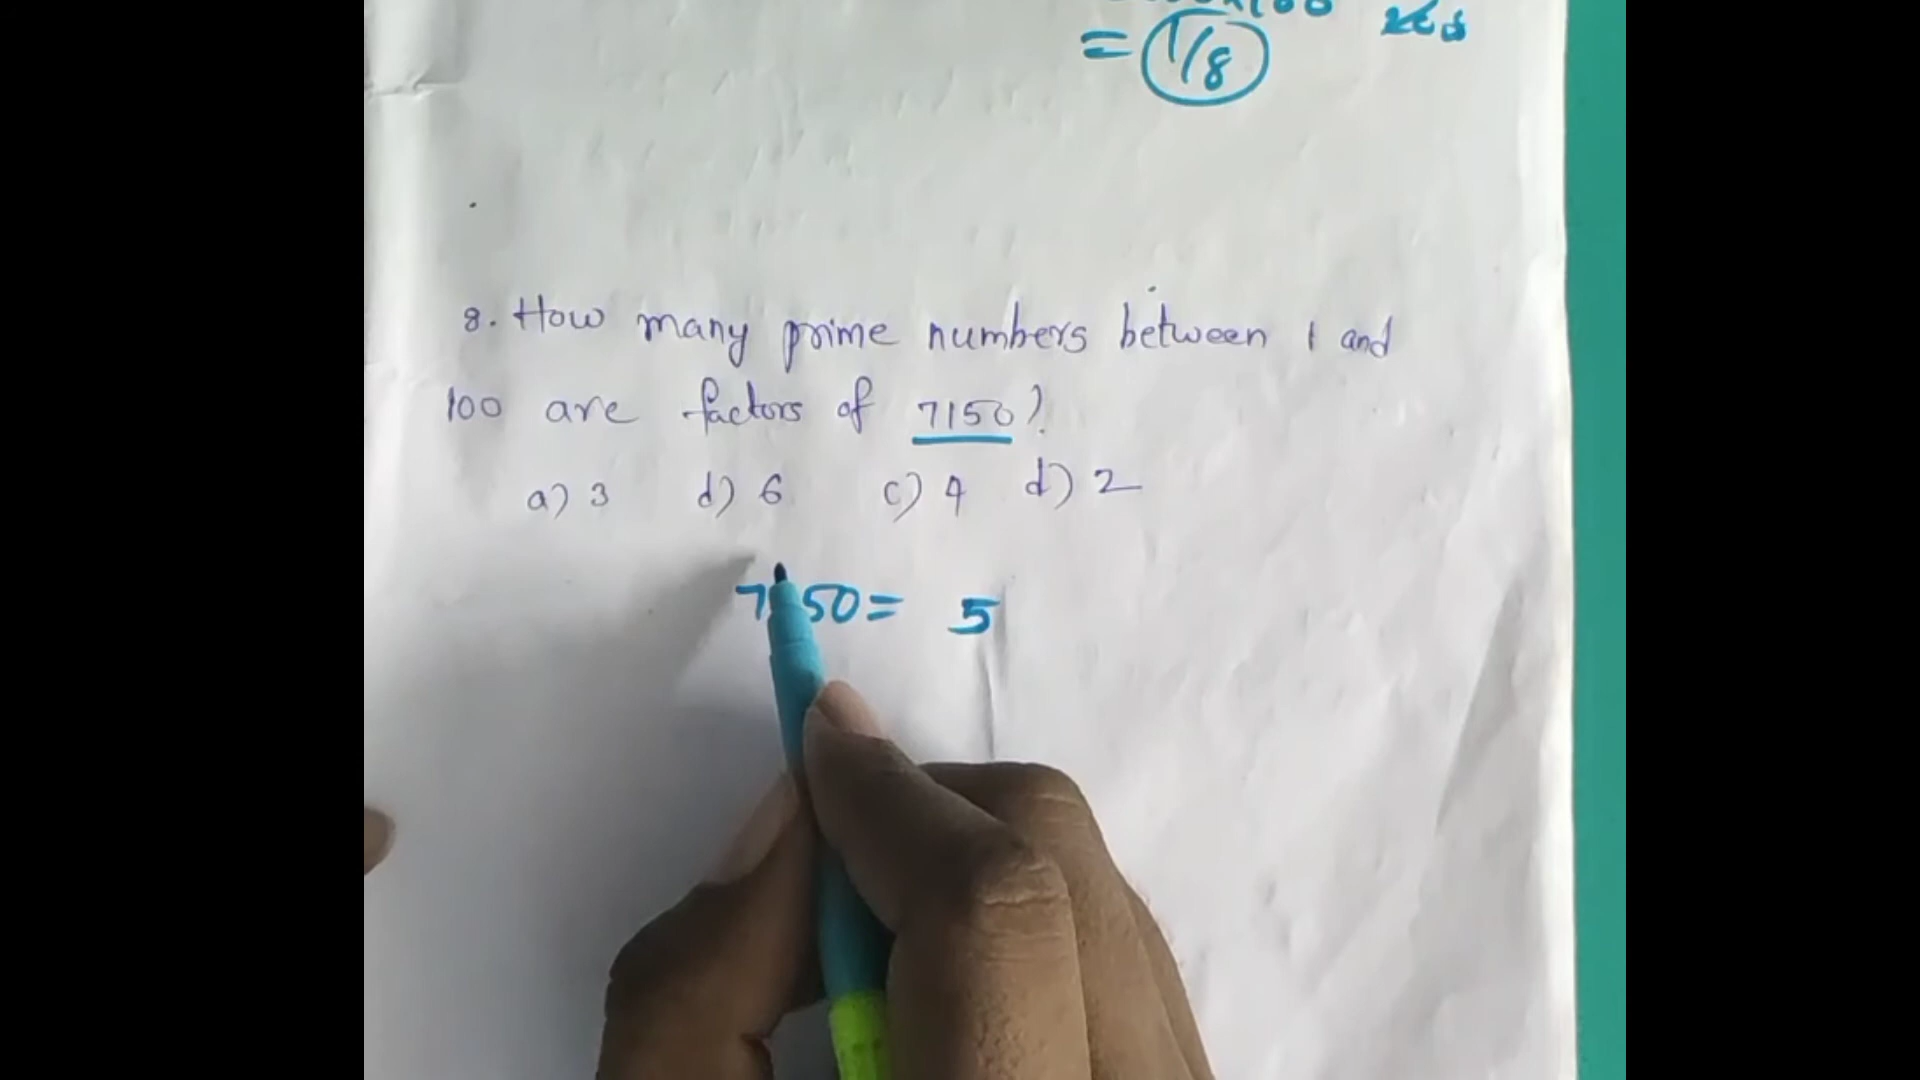 = 1/8
8. How many prime numbers between 1 and
100 are factors of 7150?
a) 3 d) 6 c) 4 d) 2
7150 = 5